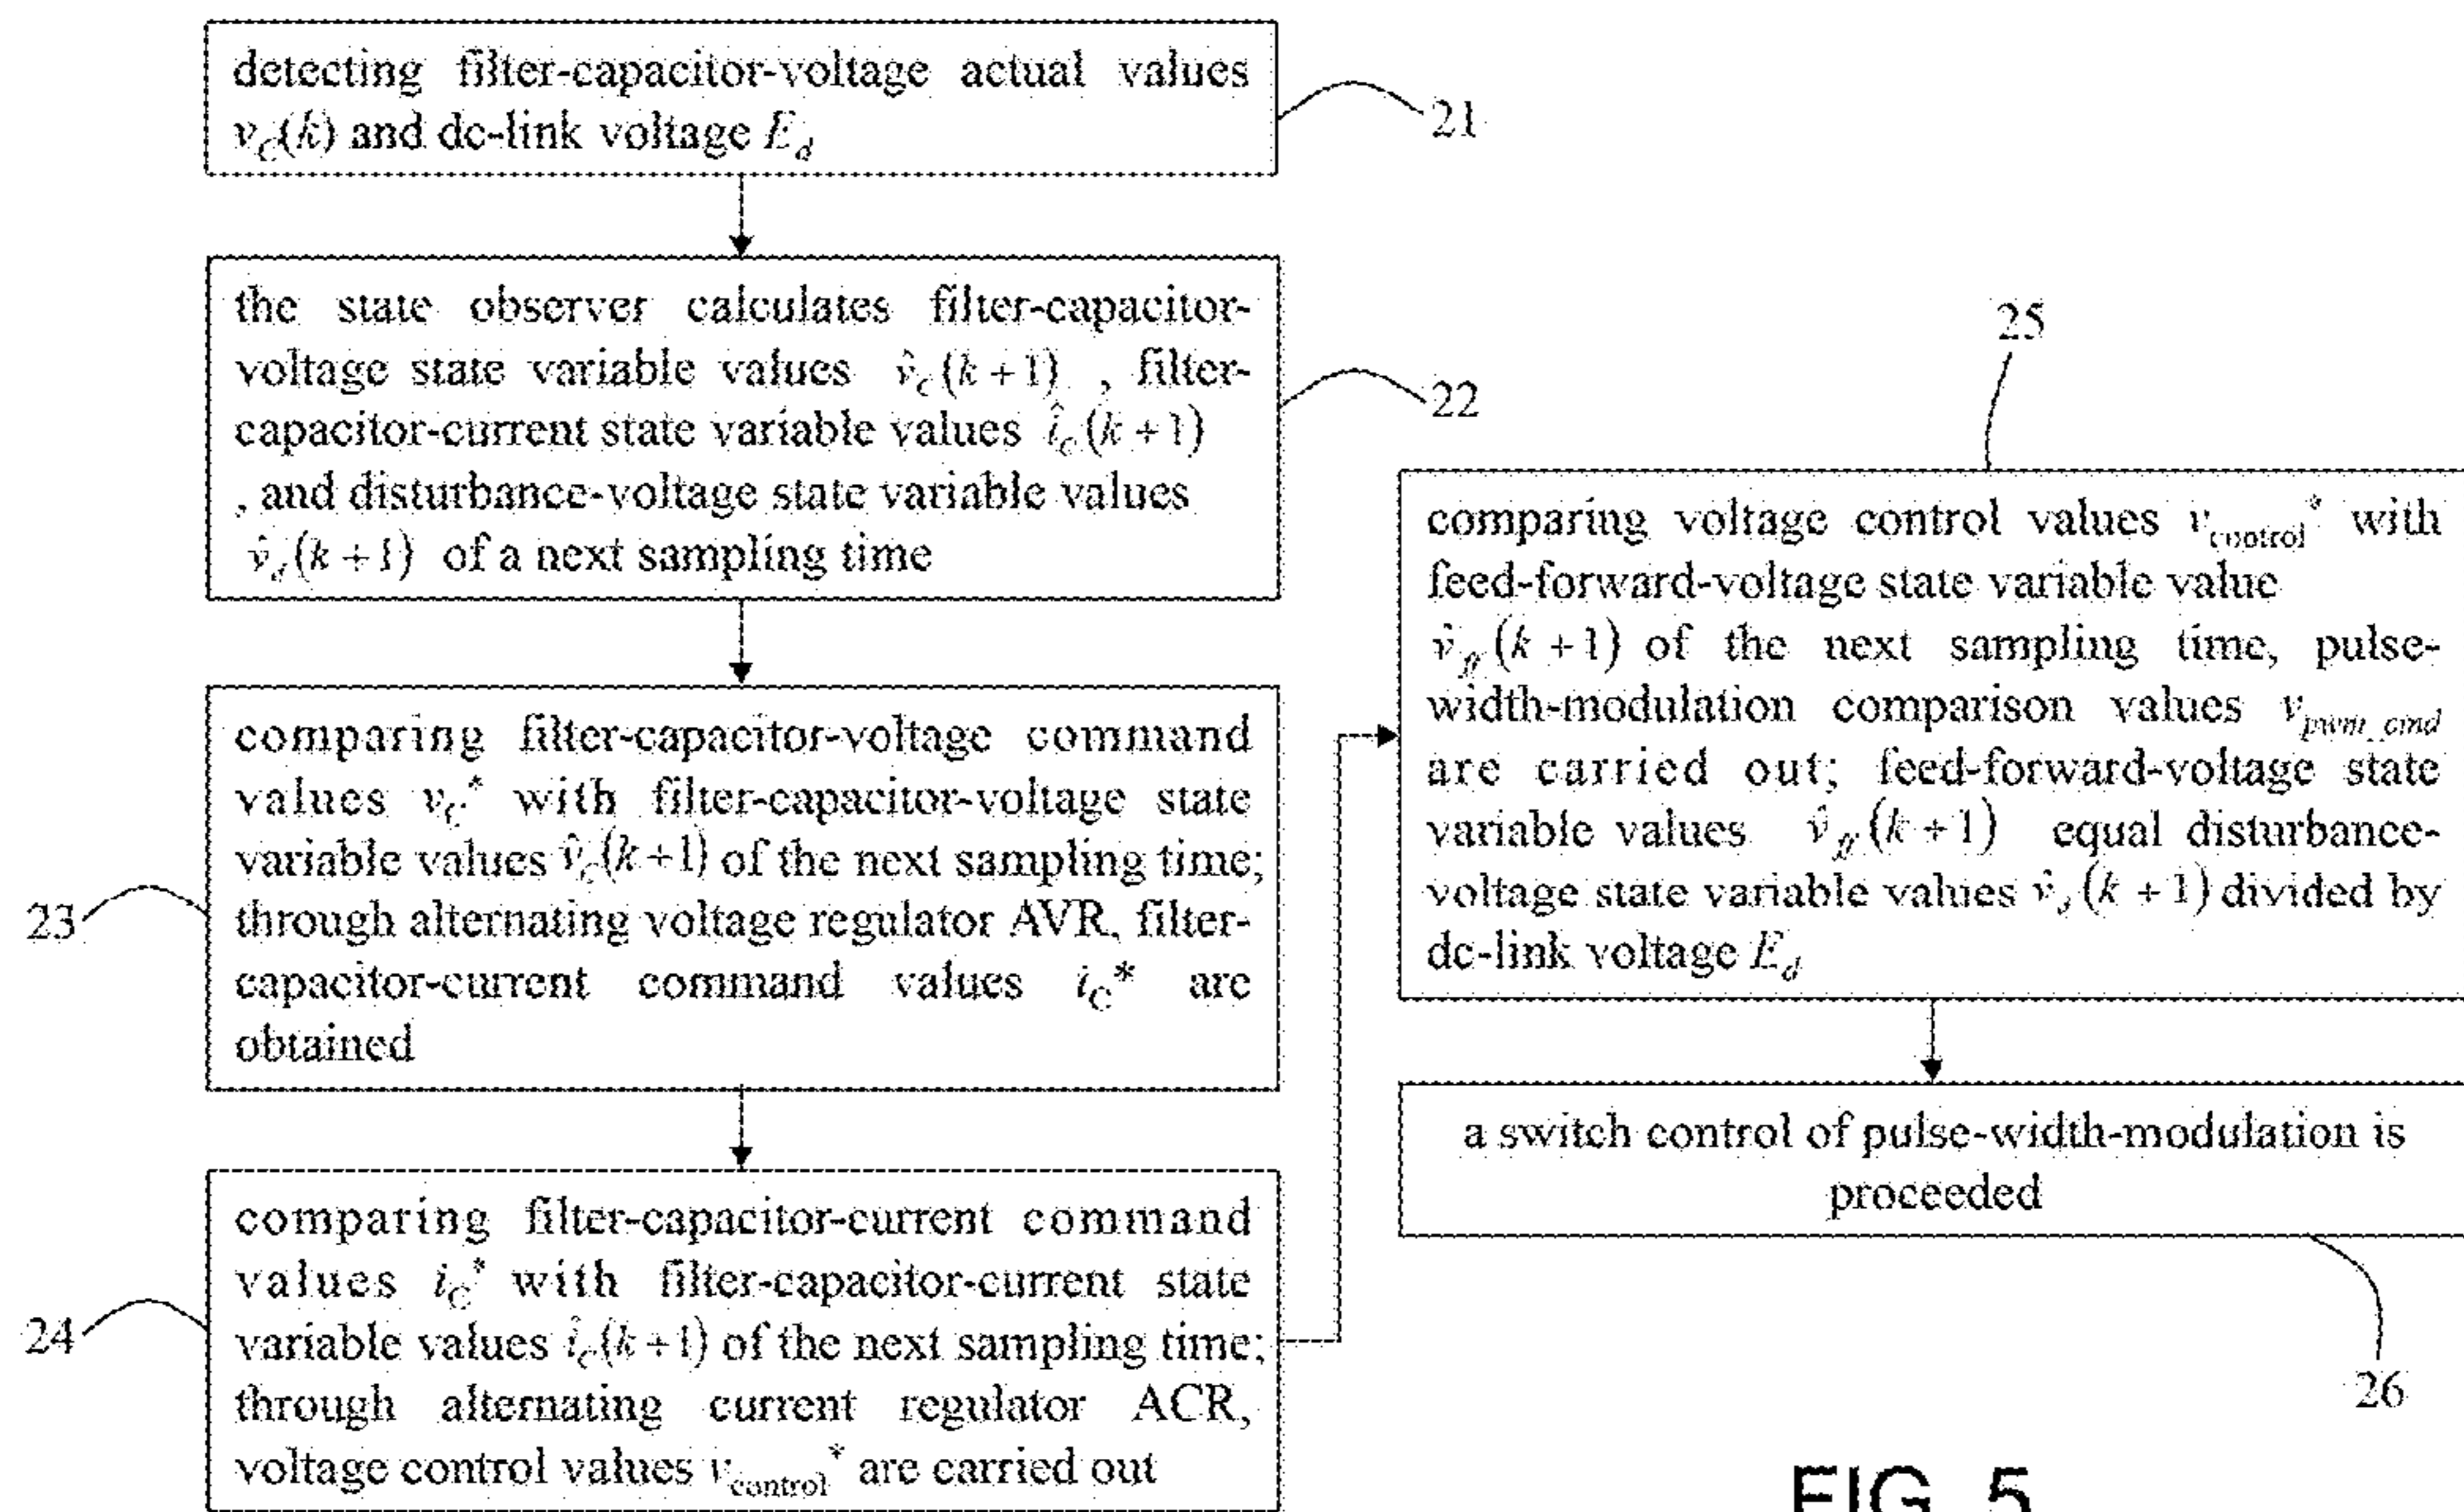 detecting filter-capacitor-voltage actual values
v_C(k) and dc-link voltage E_d
21
the state observer calculates filter-capacitor-
voltage state variable values v̂_C(k+1) , filter-
capacitor-current state variable values î_C(k+1)
, and disturbance-voltage state variable values
v̂_d(k+1) of a next sampling time
22
comparing filter-capacitor-voltage command
values v_C* with filter-capacitor-voltage state
variable values v̂_C(k+1) of the next sampling time;
through alternating voltage regulator AVR, filter-
capacitor-current command values i_C* are
obtained
23
comparing filter-capacitor-current command
values i_C* with filter-capacitor-current state
variable values î_C(k+1) of the next sampling time;
through alternating current regulator ACR,
voltage control values v_control* are carried out
24
25
comparing voltage control values v_control* with
feed-forward-voltage state variable value
v̂_ff(k+1) of the next sampling time, pulse-
width-modulation comparison values v_pwm_cmd
are carried out; feed-forward-voltage state
variable values v̂_ff(k+1) equal disturbance-
voltage state variable values v̂_d(k+1) divided by
dc-link voltage E_d
a switch control of pulse-width-modulation is
proceeded
26
FIG. 5